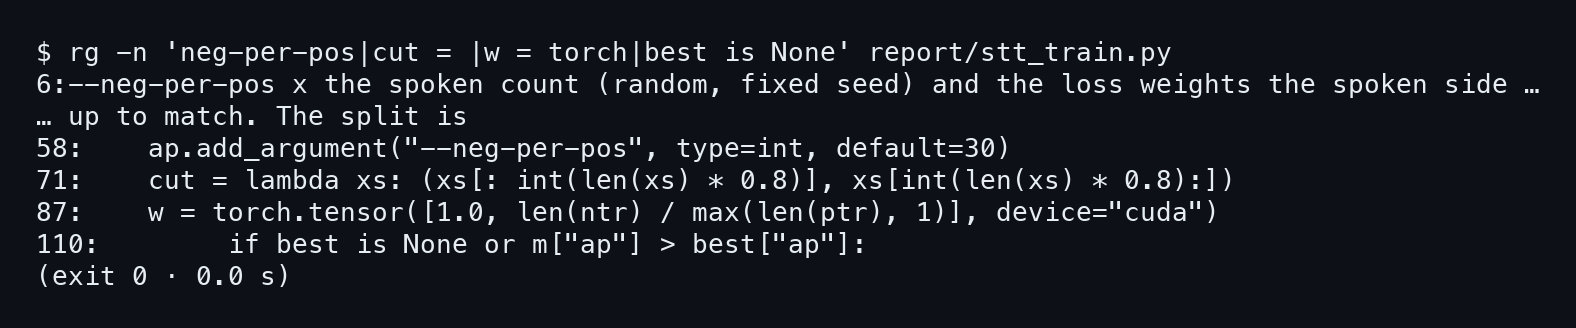 $ rg -n 'neg-per-pos|cut = |w = torch|best is None' report/stt_train.py
6:--neg-per-pos x the spoken count (random, fixed seed) and the loss weights the spoken side …
… up to match. The split is
58:    ap.add_argument("--neg-per-pos", type=int, default=30)
71:    cut = lambda xs: (xs[: int(len(xs) * 0.8)], xs[int(len(xs) * 0.8):])
87:    w = torch.tensor([1.0, len(ntr) / max(len(ptr), 1)], device="cuda")
110:        if best is None or m["ap"] > best["ap"]:
(exit 0 · 0.0 s)